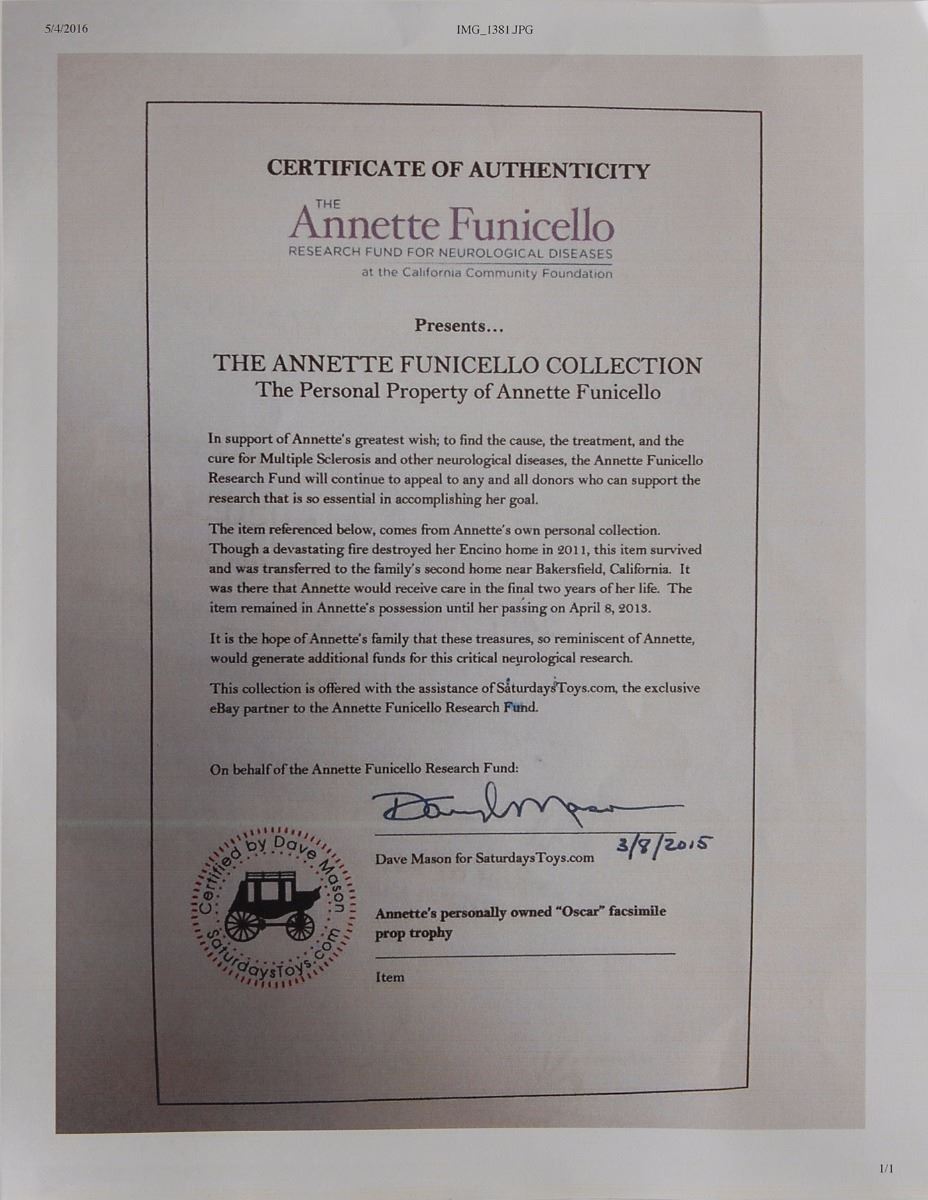 5/4/2016
IMG_1381.JPG
CERTIFICATE OF AUTHENTICITY
THE
Annette Funicello
RESEARCH FUND FOR NEUROLOGICAL DISEASES
at the California Community Foundation
Presents...
THE ANNETTE FUNICELLO COLLECTION
The Personal Property of Annette Funicello
In support of Annette's greatest wish; to find the cause, the treatment, and the
cure for Multiple Sclerosis and other neurological diseases, the Annette Funicello
Research Fund will continue to appeal to any and all donors who can support the
research that is so essential in accomplishing her goal.
The item referenced below, comes from Annette's own personal collection.
Though a devastating fire destroyed her Encino home in 2011, this item survived
and was transferred to the family's second home near Bakersfield, California. It
was there that Annette would receive care in the final two years of her life. The
item remained in Annette's possession until her passing on April 8, 2013.
It is the hope of Annette's family that these treasures, so reminiscent of Annette,
would generate additional funds for this critical neurological research.
This collection is offered with the assistance of SaturdaysToys.com, the exclusive
eBay partner to the Annette Funicello Research Fund.
On behalf of the Annette Funicello Research Fund:
Dave Mason
3/8/2015
Dave Mason for SaturdaysToys.com
Certified by Dave Mason
SaturdaysToys.com
Annette's personally owned "Oscar" facsimile
prop trophy
Item
1/1